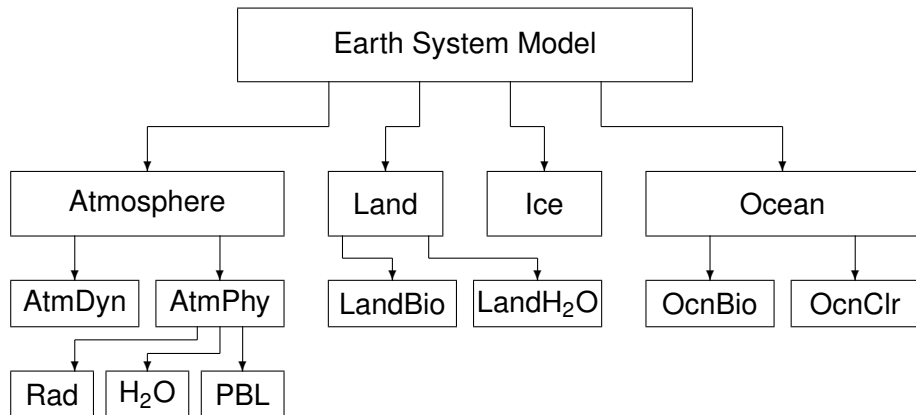 Earth System Model
Atmosphere
Land
Ice
Ocean
AtmDyn
AtmPhy
LandBio
LandH₂O
OcnBio
OcnClr
Rad
H₂O
PBL